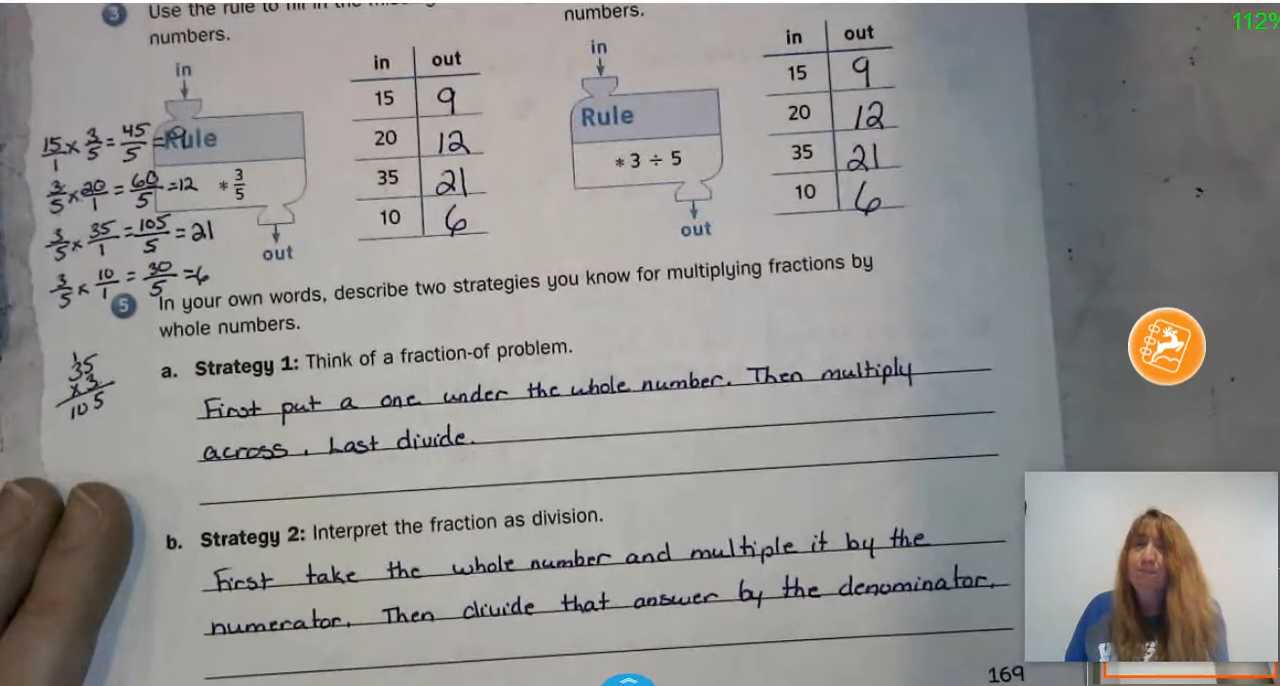 3 Use the rule to fill in the
numbers.
numbers.
112%
in
in out
15 9
20 12
35 21
10 6
Rule
* 3/5
out
15/1 x 3/5 = 45/5 = 9
3/5 x 20/1 = 60/5 = 12
3/5 x 35/1 = 105/5 = 21
3/5 x 10/1 = 30/5 = 6
in
Rule
* 3 ÷ 5
out
in out
15 9
20 12
35 21
10 6
5 In your own words, describe two strategies you know for multiplying fractions by
whole numbers.
1
35
x 3
105
a. Strategy 1: Think of a fraction-of problem.
First put a one under the whole number. Then multiply
across. Last divide.
b. Strategy 2: Interpret the fraction as division.
First take the whole number and multiple it by the
numerator. Then divide that answer by the denominator.
169